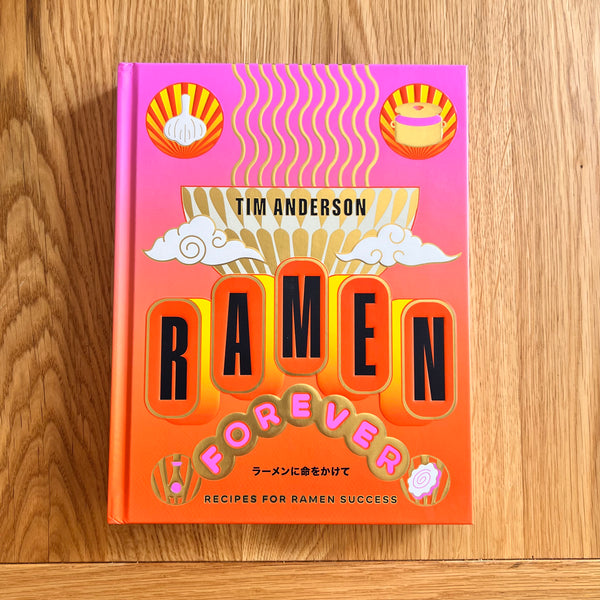 TIM ANDERSON
RAMEN
FOREVER
ラーメンに命をかけて
RECIPES FOR RAMEN SUCCESS